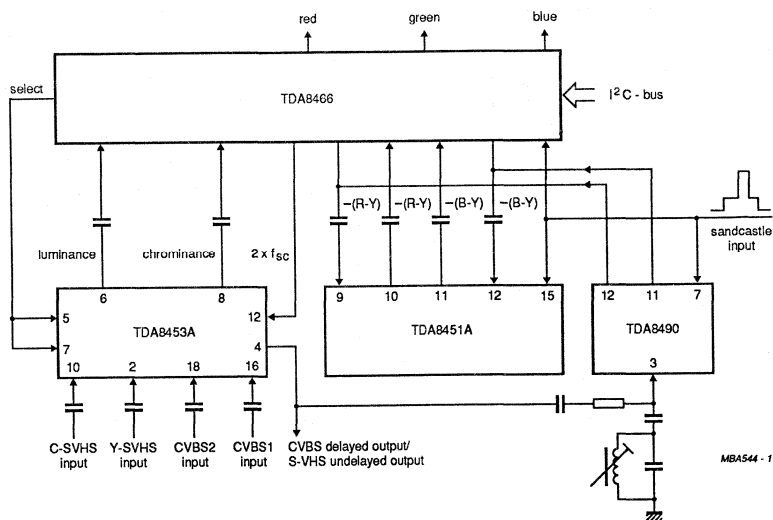 red green blue
select
TDA8466
I²C - bus
−(R-Y) −(R-Y) −(B-Y) −(B-Y)
sandcastle
input
luminance chrominance 2 x fsc
6 8
9 10 11 12 15
12 11 7
5 12
TDA8453A
TDA8451A
TDA8490
7 4
10 2 18 16
3
C-SVHS
input
Y-SVHS
input
CVBS2
input
CVBS1
input
CVBS delayed output/
S-VHS undelayed output
MBA544 - 1